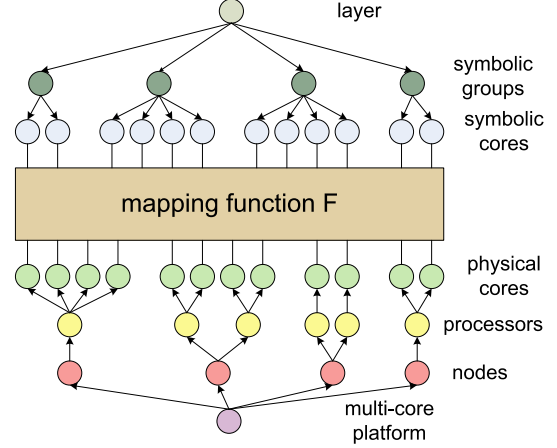 layer
symbolic
groups
symbolic
cores
mapping function F
physical
cores
processors
nodes
multi-core
platform